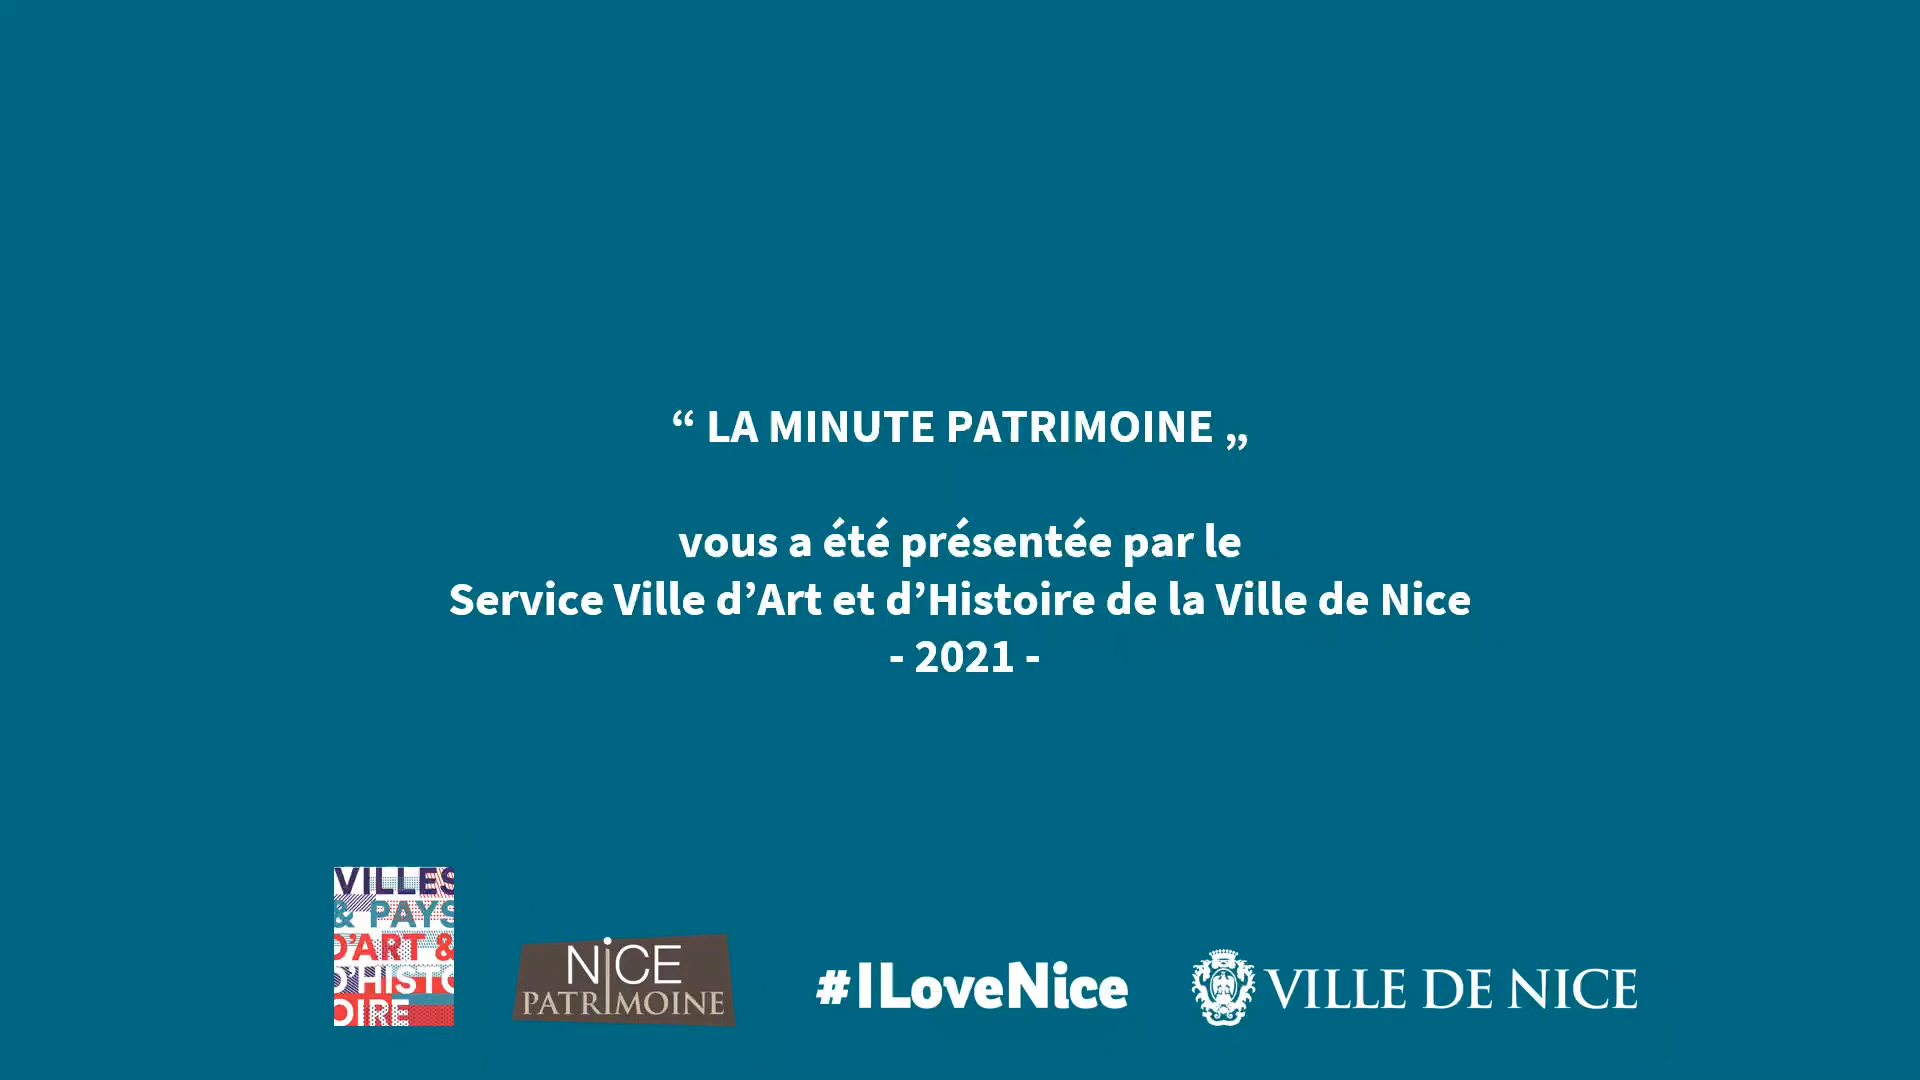 “ LA MINUTE PATRIMOINE „
vous a été présentée par le
Service Ville d’Art et d’Histoire de la Ville de Nice
- 2021 -
VILLES
& PAYS
D’ART &
D’HISTO
OIRE
NiCE
PATRIMOINE
#ILoveNice
VILLE DE NICE